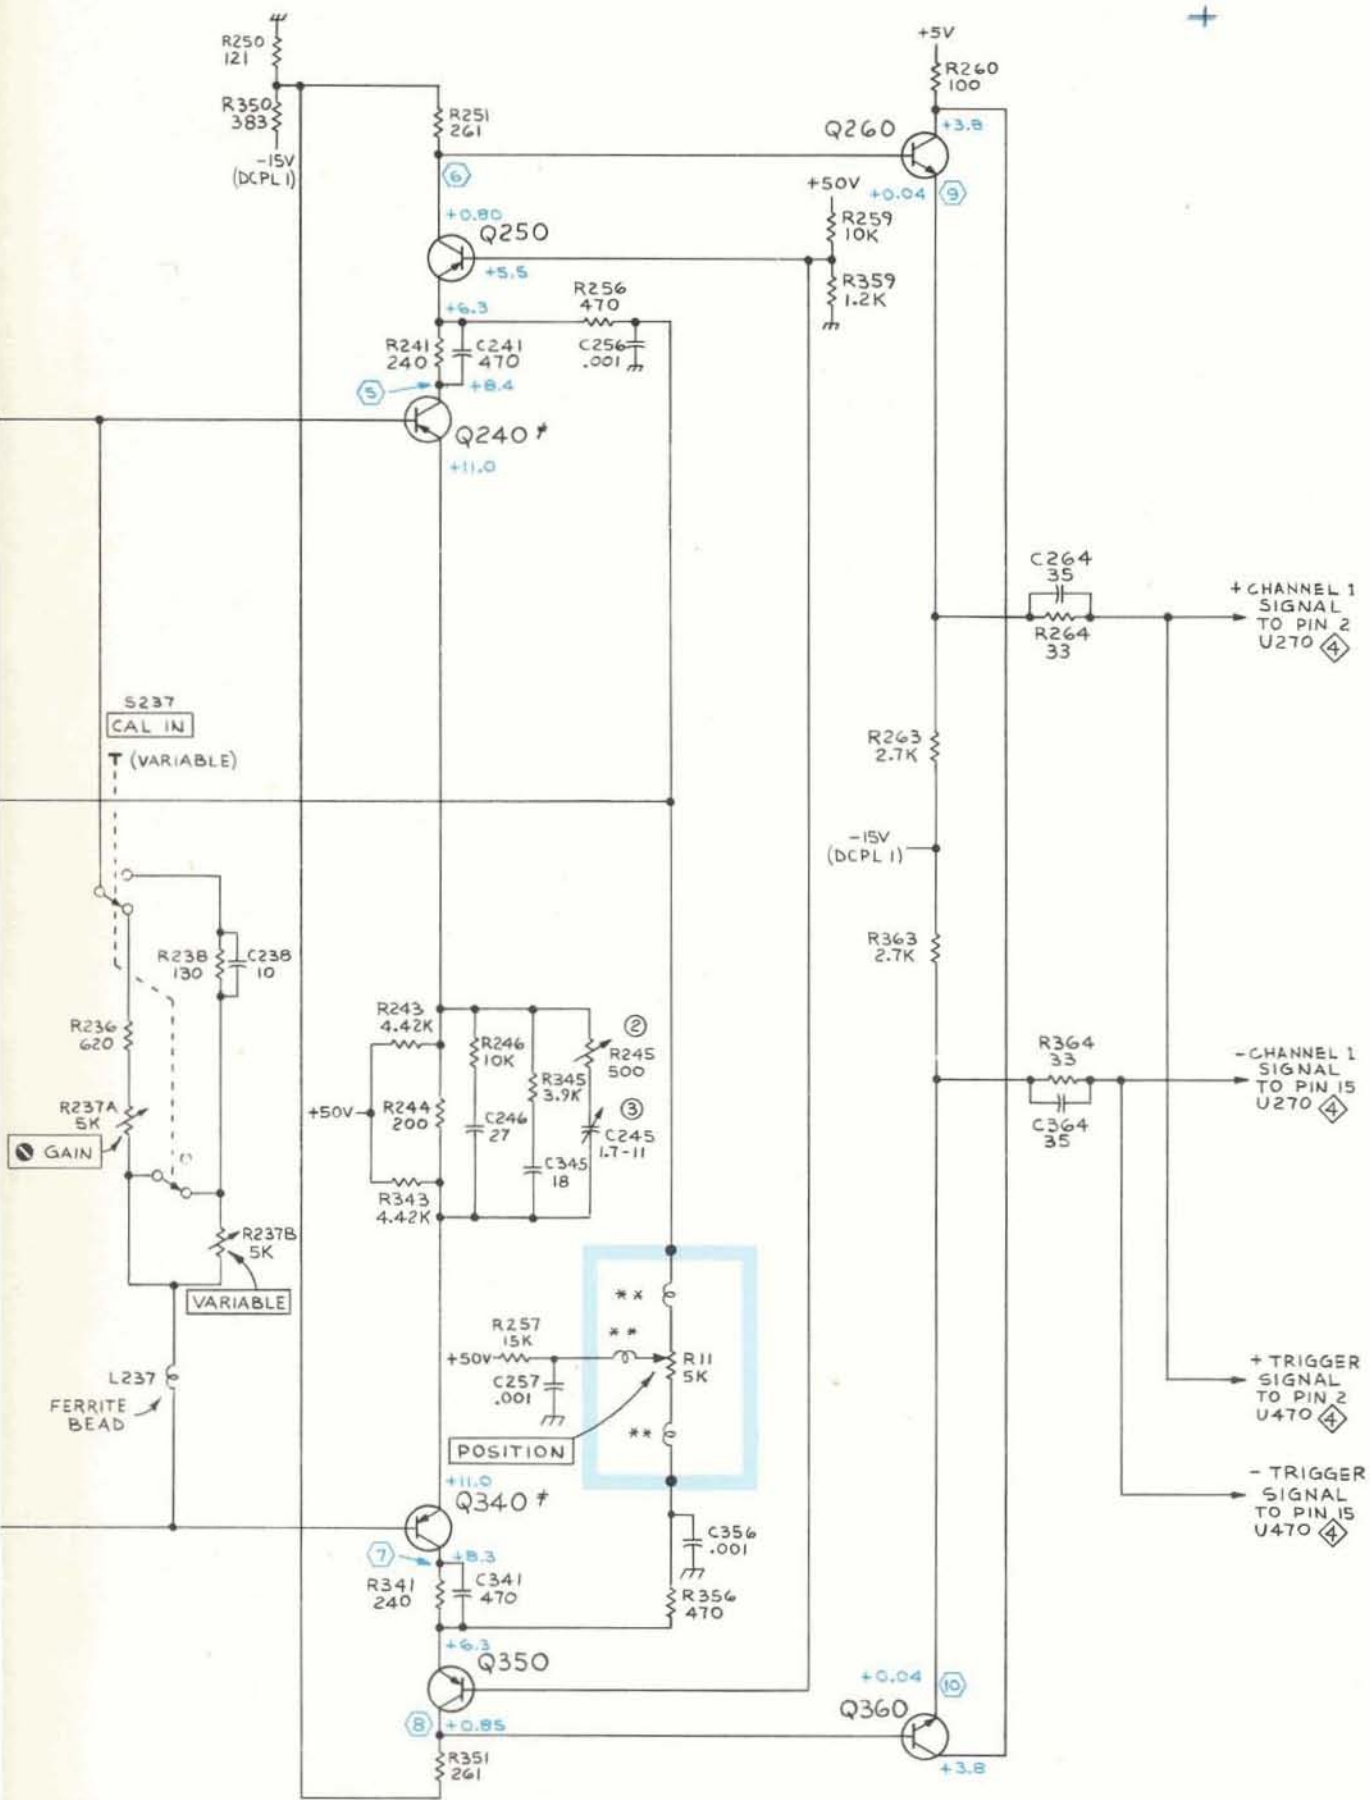 R250
121
R350
383
-15V
(DCPL 1)
R251
261
6
+0.80
Q250
+5.5
+6.3
R256
470
C256
.001
R241
240
C241
470
5
+8.4
Q240 #
+11.0
+5V
R260
100
+3.8
Q260
+0.04
9
+50V
R259
10K
R359
1.2K
C264
35
R264
33
+ CHANNEL 1
SIGNAL
TO PIN 2
U270 4
S237
CAL IN
(VARIABLE)
R263
2.7K
-15V
(DCPL 1)
R363
2.7K
R238
130
C238
10
R236
620
R237A
5K
GAIN
R237B
5K
VARIABLE
L237
FERRITE
BEAD
R243
4.42K
+50V
R244
200
R343
4.42K
R246
10K
C246
27
R345
3.9K
C345
18
2
R245
500
3
C245
1.7-11
R364
33
C364
35
- CHANNEL 1
SIGNAL
TO PIN 15
U270 4
**
**
R257
15K
+50V
C257
.001
R11
5K
**
POSITION
+ TRIGGER
SIGNAL
TO PIN 2
U470 4
- TRIGGER
SIGNAL
TO PIN 15
U470 4
+11.0
Q340 #
7
+8.3
R341
240
C341
470
C356
.001
R356
470
+6.3
Q350
8
+0.85
R351
261
+0.04
10
Q360
+3.8